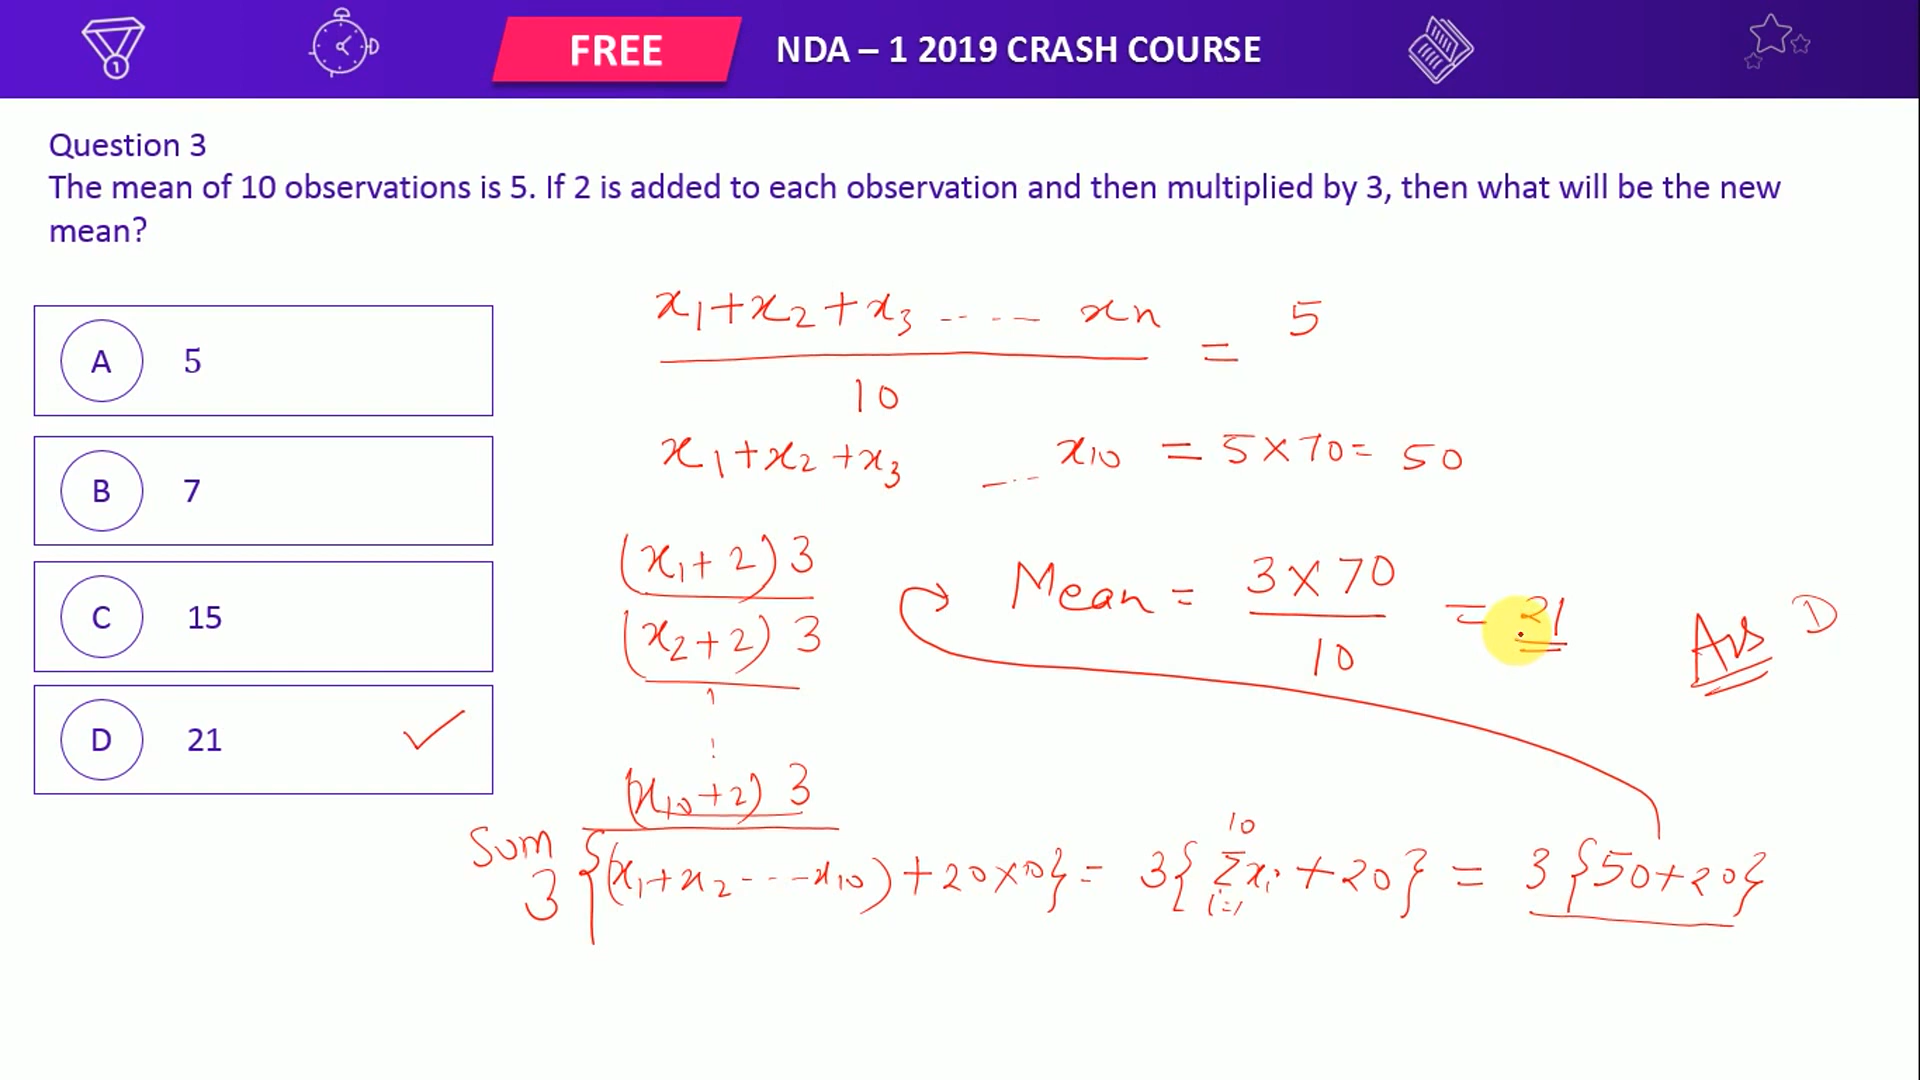 FREE NDA – 1 2019 CRASH COURSE
1
Question 3
The mean of 10 observations is 5. If 2 is added to each observation and then multiplied by 3, then what will be the new
mean?
A 5
B 7
C 15
D 21
x₁+x₂+x₃ ..... xn
10
= 5
x₁+x₂+x₃ ... x₁₀ = 5×10= 50
(x₁+2)3
(x₂+2)3
(x₁₀+2)3
Mean = 3×70
10
= 21
Ans D
Sum
3{(x₁+x₂---x₁₀)+20} = 3{ 10 Σxᵢ i=1 +20} = 3{50+20}